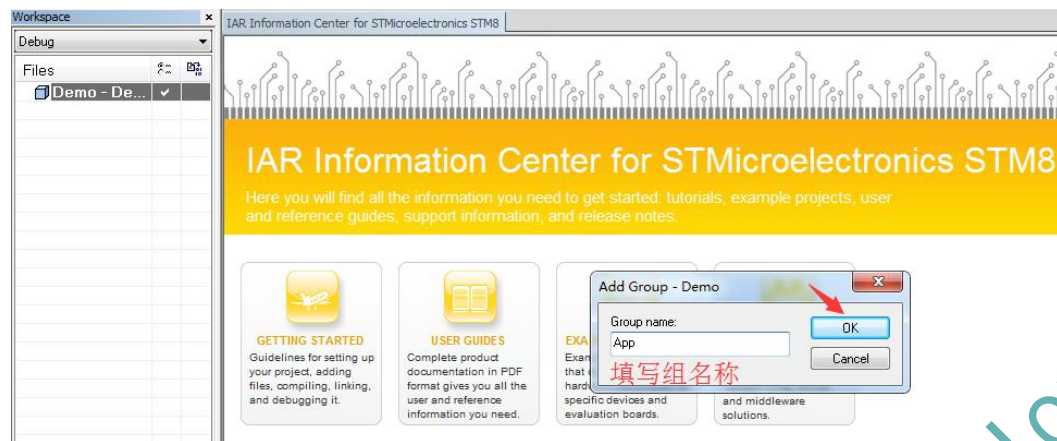 Workspace
IAR Information Center for STMicroelectronics STM8
Debug
Files
Demo - De...
IAR Information Center for STMicroelectronics STM8
Here you will find all the information you need to get started: tutorials, example projects, user
and reference guides, support information, and release notes.
GETTING STARTED
Guidelines for setting up
your project, adding
files, compiling, linking,
and debugging it.
USER GUIDES
Complete product
documentation in PDF
format gives you all the
user and reference
information you need.
EXA
Exam
that
hard
specific devices and
evaluation boards.
and middleware
solutions.
Add Group - Demo
Group name:
App
填写组名称
OK
Cancel